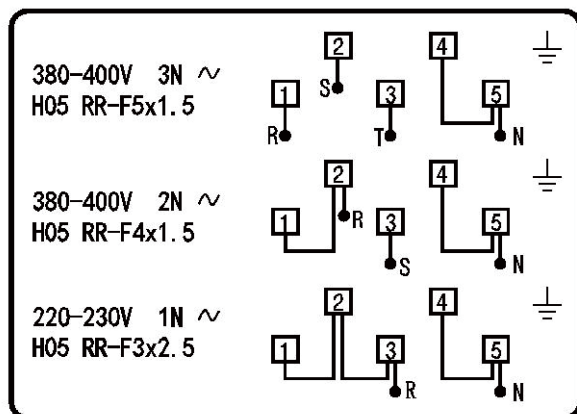 380-400V 3N ~
H05 RR-F5x1.5
1 2 3 4 5
R S T N
380-400V 2N ~
H05 RR-F4x1.5
1 2 3 4 5
R S N
220-230V 1N ~
H05 RR-F3x2.5
1 2 3 4 5
R N